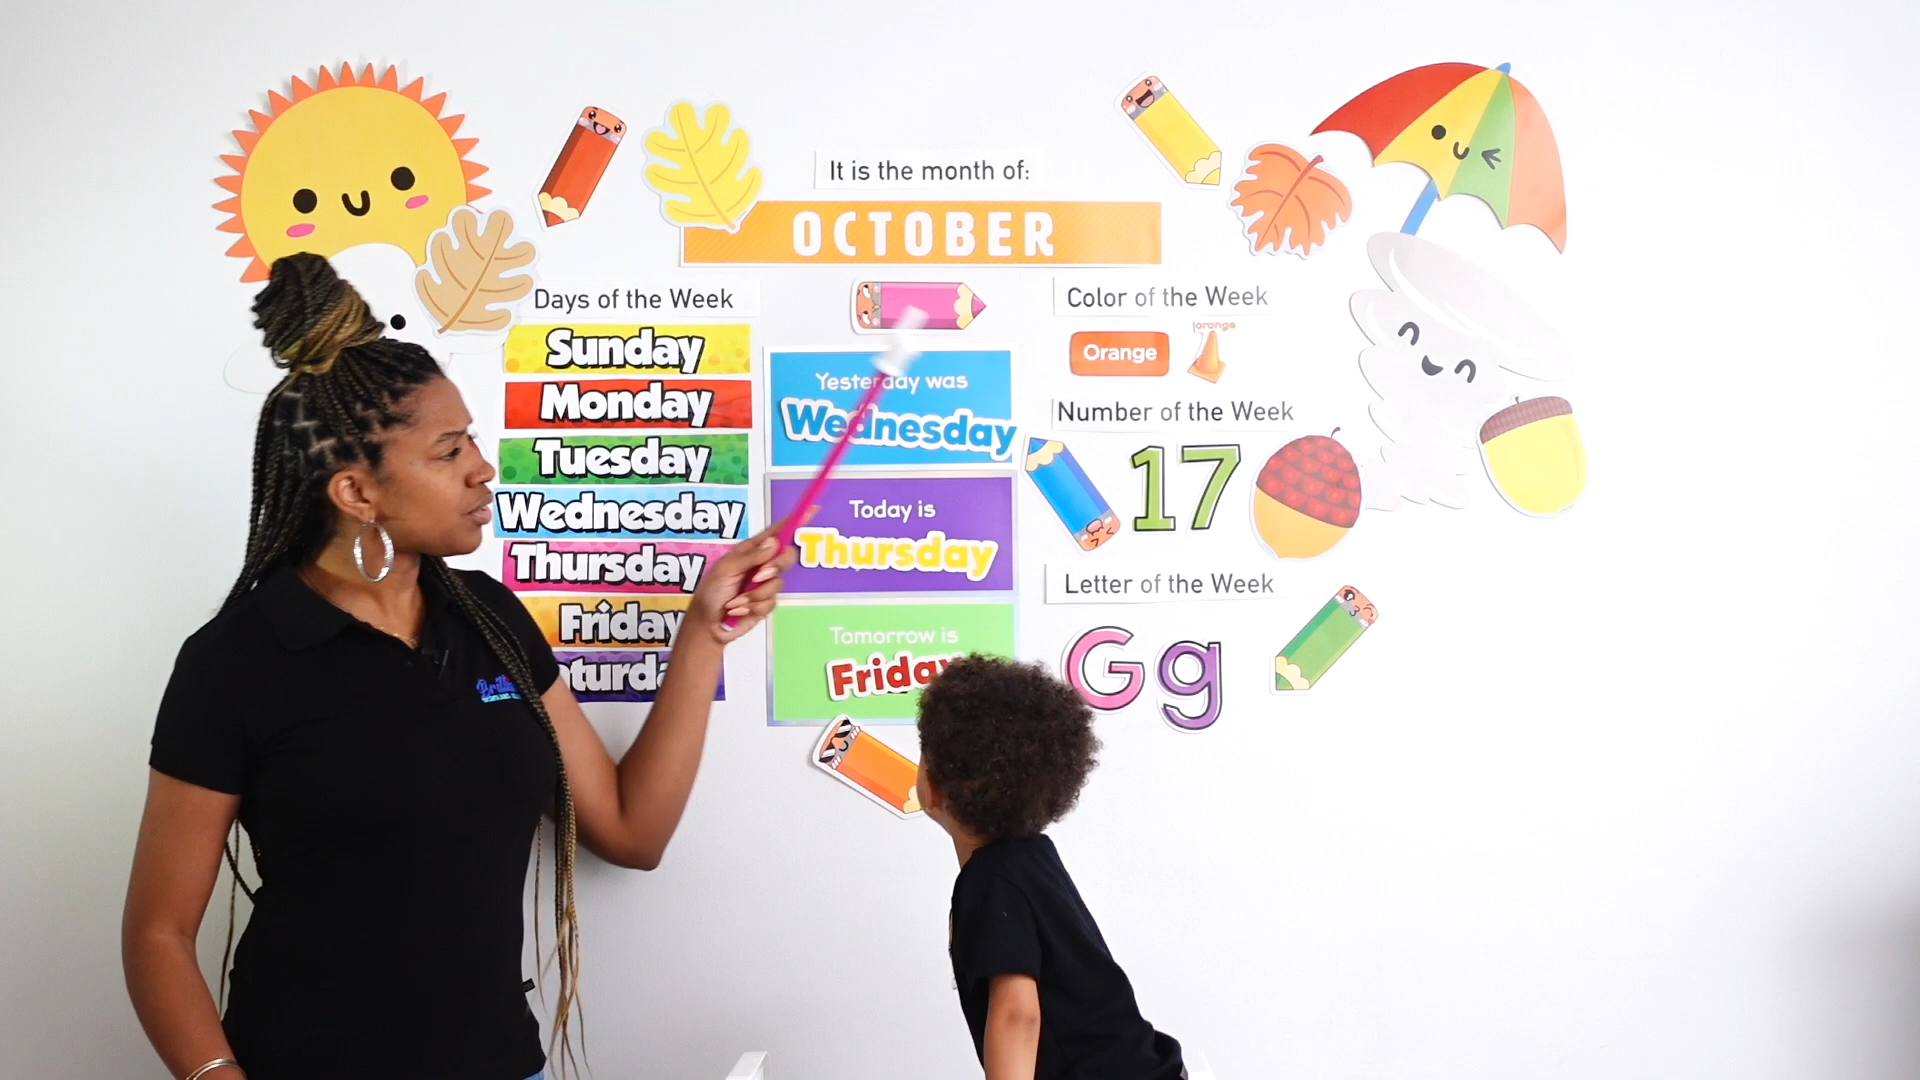 It is the month of:
OCTOBER
Days of the Week
Sunday
Monday
Tuesday
Wednesday
Thursday
Friday
aturda
Yesterday was
Wednesday
Today is
Thursday
Tomorrow is
Friday
Color of the Week
Orange
orange
Number of the Week
17
Letter of the Week
Gg